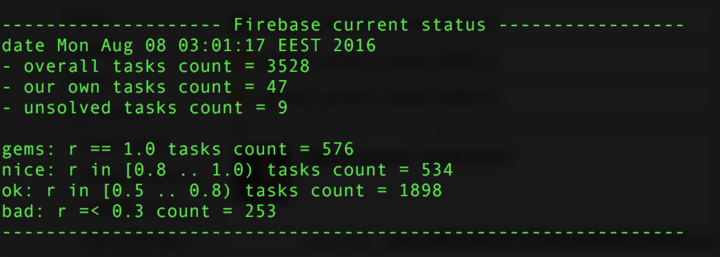 -------------------- Firebase current status -----------------
date Mon Aug 08 03:01:17 EEST 2016
- overall tasks count = 3528
- our own tasks count = 47
- unsolved tasks count = 9

gems: r == 1.0 tasks count = 576
nice: r in [0.8 .. 1.0) tasks count = 534
ok: r in [0.5 .. 0.8) tasks count = 1898
bad: r =< 0.3 count = 253
--------------------------------------------------------------